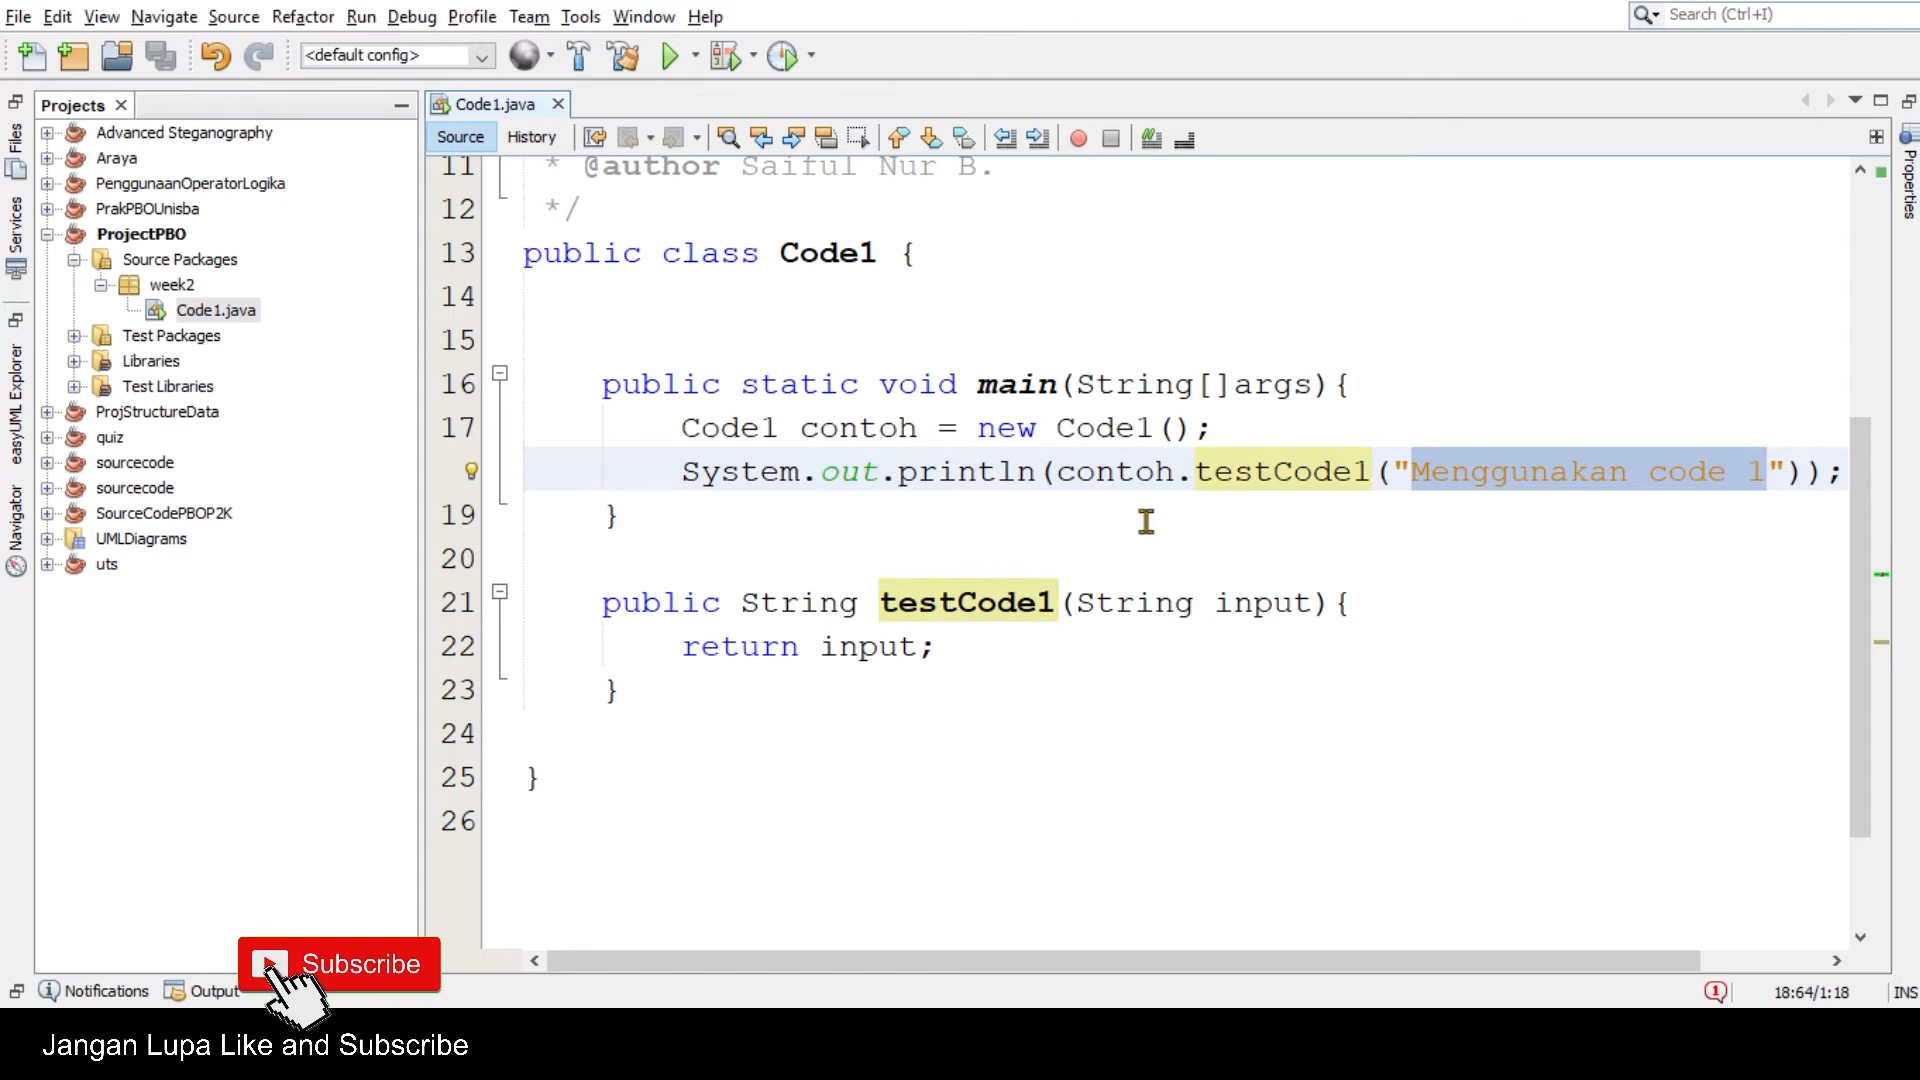 File Edit View Navigate Source Refactor Run Debug Profile Team Tools Window Help
Search (Ctrl+I)
<default config>
Projects
Code1.java
Source History
Files
Services
easyUML Explorer
Navigator
Properties
Advanced Steganography
Araya
PenggunaanOperatorLogika
PrakPBOUnisba
ProjectPBO
Source Packages
week2
Code1.java
Test Packages
Libraries
Test Libraries
ProjStructureData
quiz
sourcecode
sourcecode
SourceCodePBOP2K
UMLDiagrams
uts
11 * @author Saiful Nur B.
12 */
13 public class Code1 {
14
15
16 public static void main(String[]args){
17 Code1 contoh = new Code1();
System.out.println(contoh.testCode1("Menggunakan code 1"));
19 }
20
21 public String testCode1(String input){
22 return input;
23 }
24
25 }
26
Subscribe
Notifications Output
1 18:64/1:18 INS
Jangan Lupa Like and Subscribe